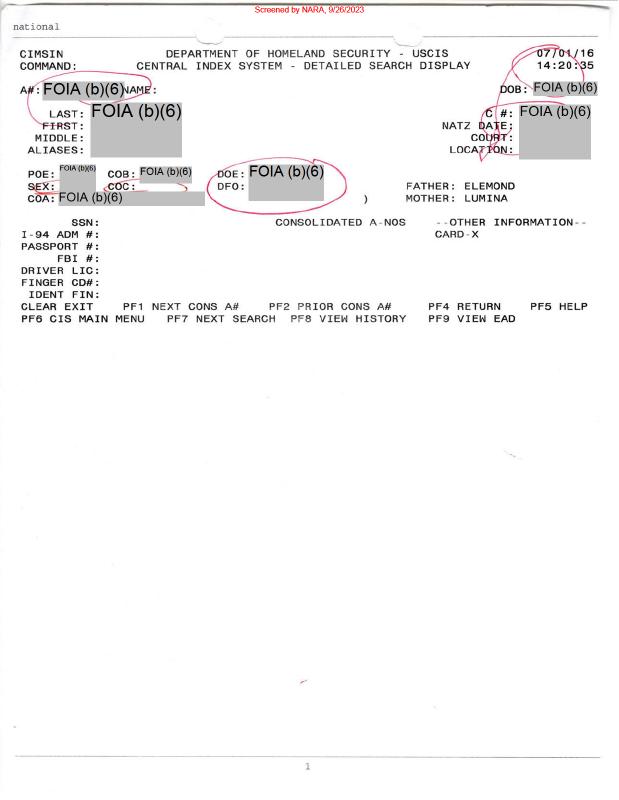 Screened by NARA, 9/26/2023
national
CIMSIN DEPARTMENT OF HOMELAND SECURITY - USCIS 07/01/16
COMMAND: CENTRAL INDEX SYSTEM - DETAILED SEARCH DISPLAY 14:20:35
A#: FOIA (b)(6) NAME: DOB: FOIA (b)(6)
LAST: FOIA (b)(6) C #: FOIA (b)(6)
FIRST: NATZ DATE:
MIDDLE: COURT:
ALIASES: LOCATION:
POE: FOIA (b)(6) COB: FOIA (b)(6) DOE: FOIA (b)(6)
SEX: COC: DFO: FATHER: ELEMOND
COA: FOIA (b)(6) ) MOTHER: LUMINA
SSN: CONSOLIDATED A-NOS --OTHER INFORMATION--
I-94 ADM #: CARD-X
PASSPORT #:
FBI #:
DRIVER LIC:
FINGER CD#:
IDENT FIN:
CLEAR EXIT PF1 NEXT CONS A# PF2 PRIOR CONS A# PF4 RETURN PF5 HELP
PF6 CIS MAIN MENU PF7 NEXT SEARCH PF8 VIEW HISTORY PF9 VIEW EAD
1